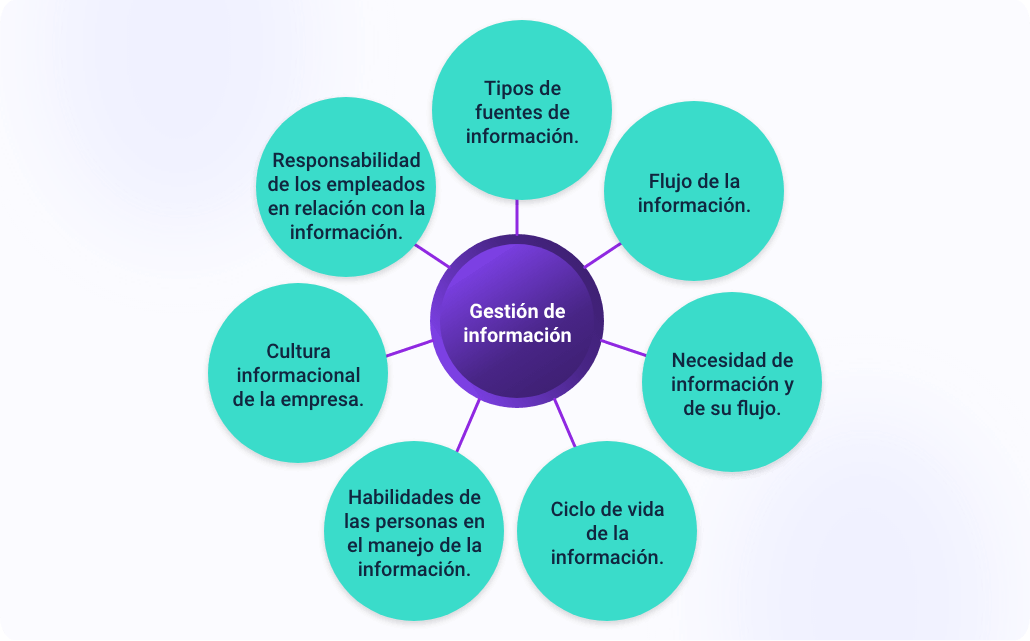 Tipos de
fuentes de
información.
Flujo de la
información.
Necesidad de
información y
de su flujo.
Ciclo de vida
de la
información.
Habilidades de
las personas en
el manejo de la
información.
Cultura
informacional
de la empresa.
Responsabilidad
de los empleados
en relación con la
información.
Gestión de
información